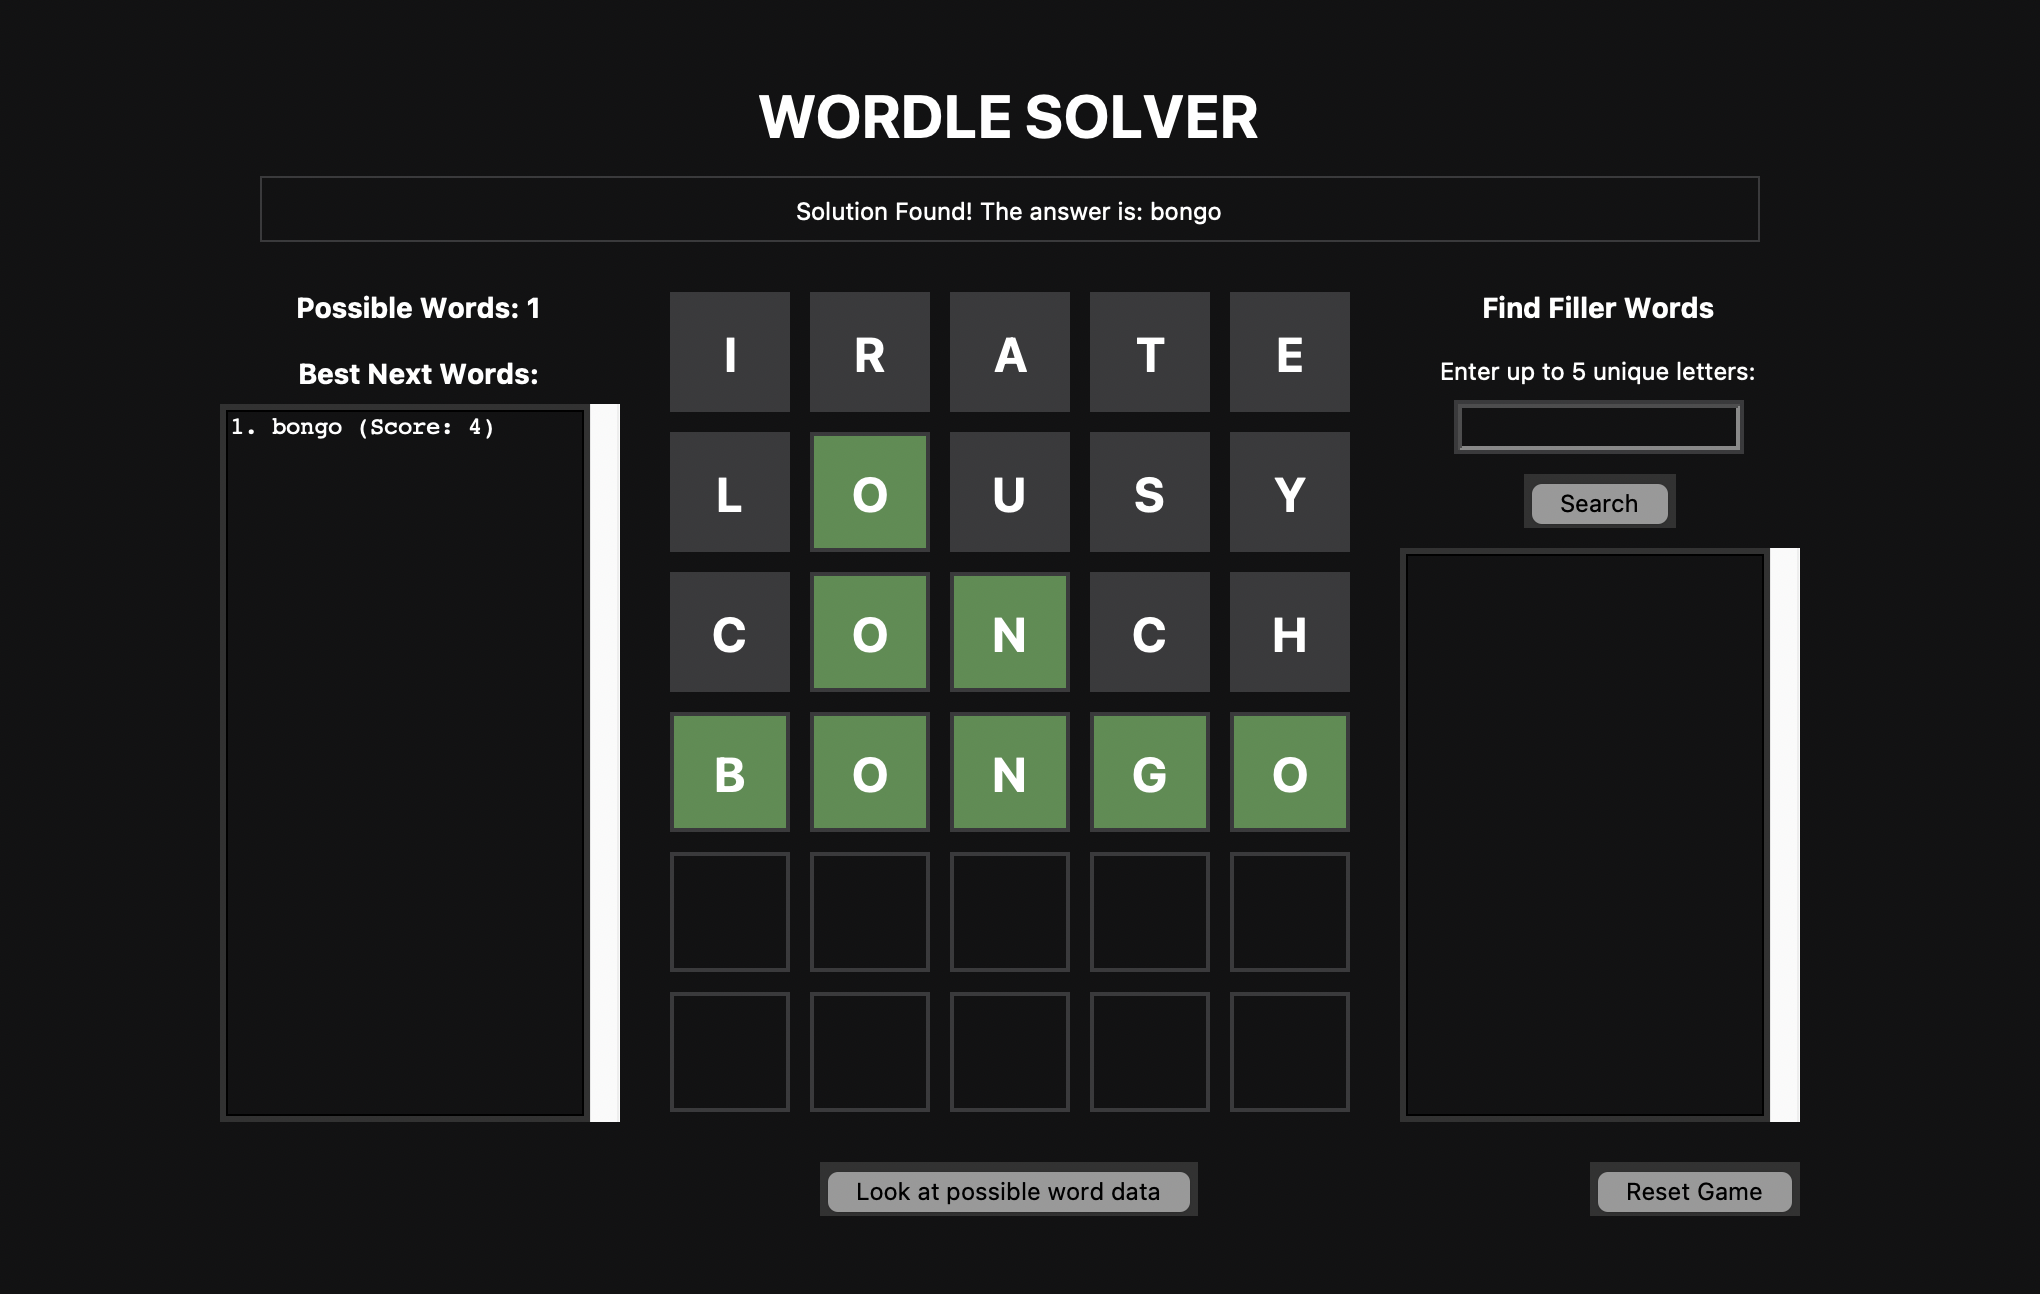 WORDLE SOLVER
Solution Found! The answer is: bongo
Possible Words: 1
Best Next Words:
1. bongo (Score: 4)
I R A T E
L O U S Y
C O N C H
B O N G O
Find Filler Words
Enter up to 5 unique letters:
Search
Look at possible word data
Reset Game